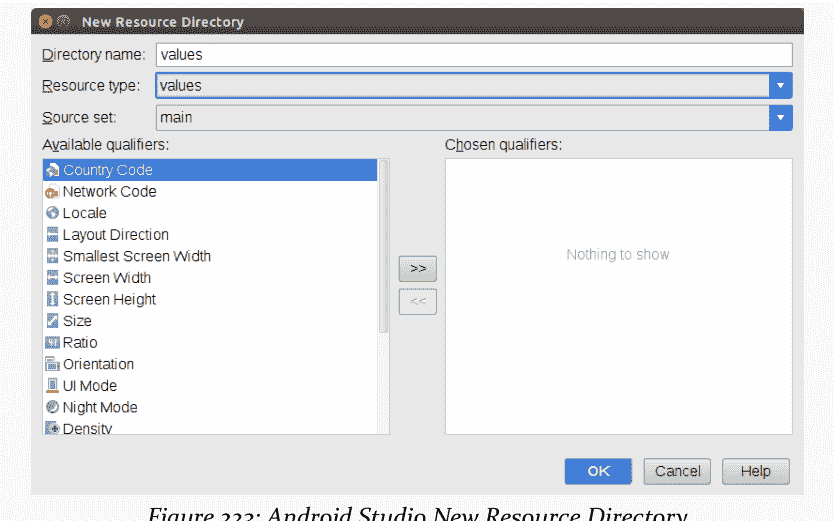 New Resource Directory
Directory name: values
Resource type: values
Source set: main
Available qualifiers:
Chosen qualifiers:
Country Code
Network Code
Locale
Layout Direction
Smallest Screen Width
Screen Width
Screen Height
Size
Ratio
Orientation
UI Mode
Night Mode
Density
>>
<<
Nothing to show
OK Cancel Help
Figure 222: Android Studio New Resource Directory